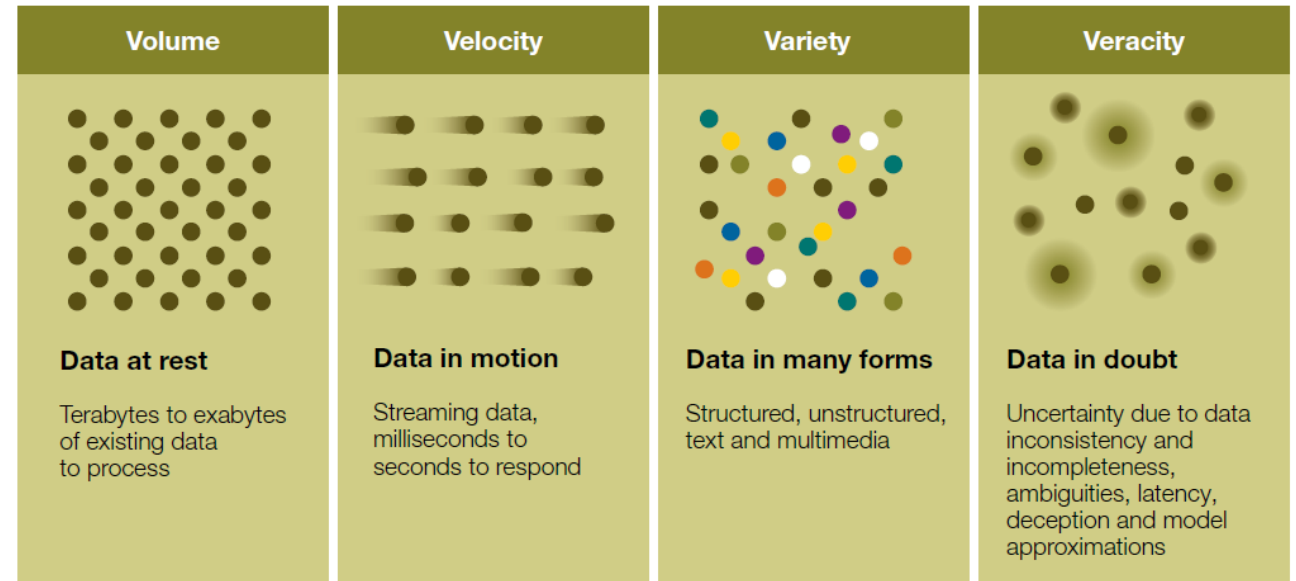 Volume
Data at rest
Terabytes to exabytes
of existing data
to process
Velocity
Data in motion
Streaming data,
milliseconds to
seconds to respond
Variety
Data in many forms
Structured, unstructured,
text and multimedia
Veracity
Data in doubt
Uncertainty due to data
inconsistency and
incompleteness,
ambiguities, latency,
deception and model
approximations